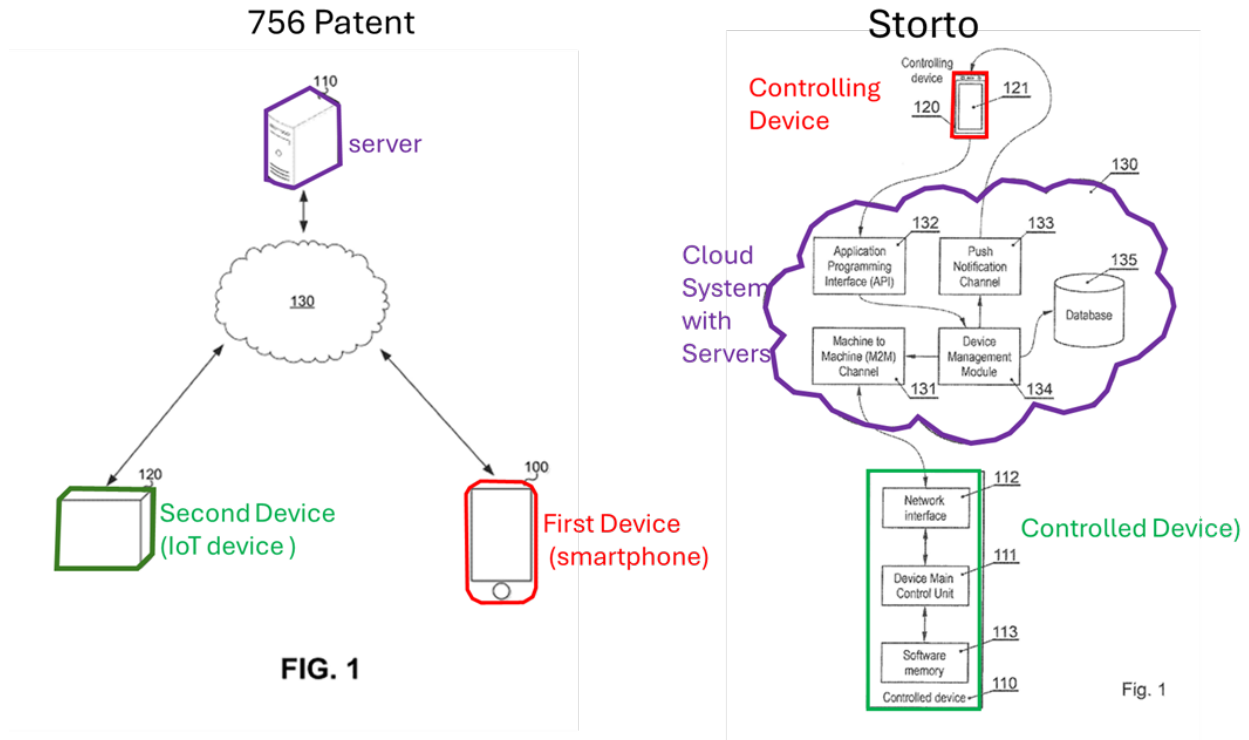 756 Patent
110
server
130
120
Second Device
(IoT device )
100
First Device
(smartphone)
FIG. 1
Storto
Controlling
device
Controlling
Device
120
121
130
Cloud
System
with
Servers
132
Application
Programming
Interface (API)
133
Push
Notification
Channel
135
Database
Machine to
Machine (M2M)
Channel
131
Device
Management
Module
134
112
Network
interface
Controlled Device)
111
Device Main
Control Unit
113
Software
memory
110
Controlled device
Fig. 1